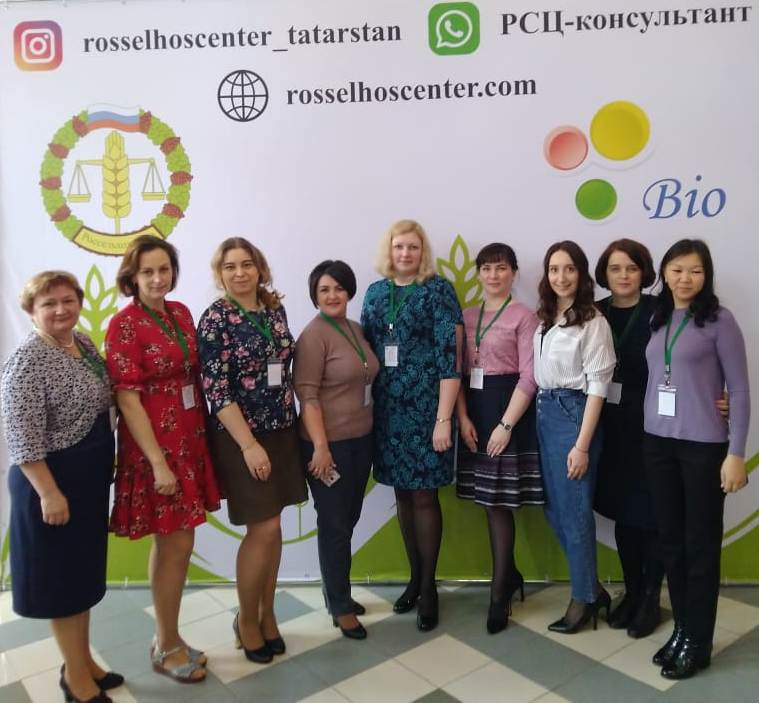 rosselhoscenter_tatarstan
РСЦ-консультант
rosselhoscenter.com
Bio